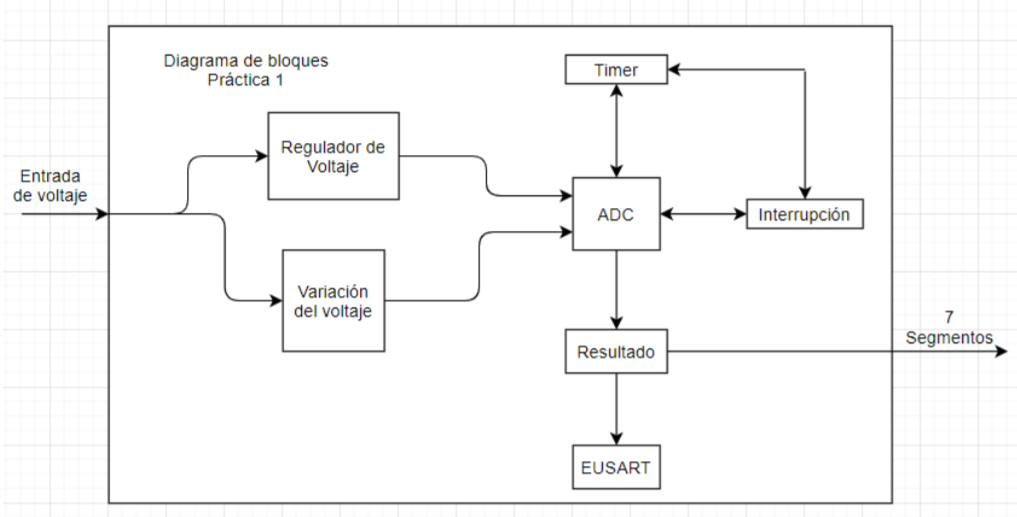 Diagrama de bloques
Práctica 1
Timer
Regulador de
Voltaje
Entrada
de voltaje
ADC
Interrupción
Variación
del voltaje
7
Segmentos
Resultado
EUSART